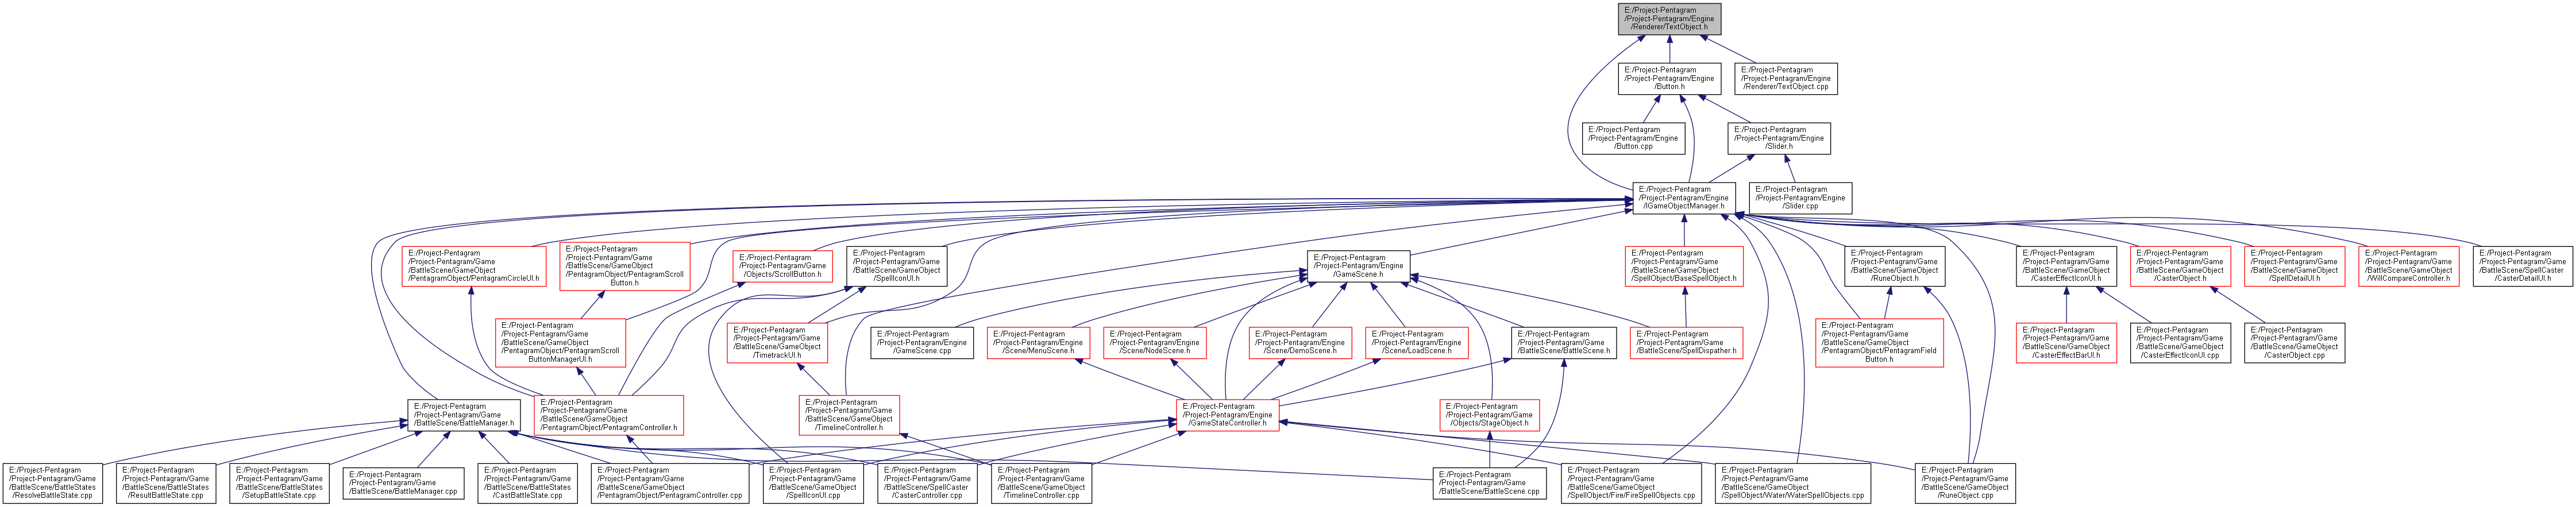 E:/Project-Pentagram
/Project-Pentagram/Engine
/Renderer/TextObject.h
E:/Project-Pentagram
/Project-Pentagram/Engine
/Button.h
E:/Project-Pentagram
/Project-Pentagram/Engine
/Renderer/TextObject.cpp
E:/Project-Pentagram
/Project-Pentagram/Engine
/Button.cpp
E:/Project-Pentagram
/Project-Pentagram/Engine
/Slider.h
E:/Project-Pentagram
/Project-Pentagram/Engine
/IGameObjectManager.h
E:/Project-Pentagram
/Project-Pentagram/Engine
/Slider.cpp
E:/Project-Pentagram
/Project-Pentagram/Game
/BattleScene/GameObject
/PentagramObject/PentagramCircleUI.h
E:/Project-Pentagram
/Project-Pentagram/Game
/BattleScene/GameObject
/PentagramObject/PentagramScroll
Button.h
E:/Project-Pentagram
/Project-Pentagram/Game
/Objects/ScrollButton.h
E:/Project-Pentagram
/Project-Pentagram/Game
/BattleScene/GameObject
/SpellIconUI.h
E:/Project-Pentagram
/Project-Pentagram/Engine
/GameScene.h
E:/Project-Pentagram
/Project-Pentagram/Game
/BattleScene/GameObject
/SpellObject/BaseSpellObject.h
E:/Project-Pentagram
/Project-Pentagram/Game
/BattleScene/GameObject
/RuneObject.h
E:/Project-Pentagram
/Project-Pentagram/Game
/BattleScene/GameObject
/CasterEffectIconUI.h
E:/Project-Pentagram
/Project-Pentagram/Game
/BattleScene/GameObject
/CasterObject.h
E:/Project-Pentagram
/Project-Pentagram/Game
/BattleScene/GameObject
/SpellDetailUI.h
E:/Project-Pentagram
/Project-Pentagram/Game
/BattleScene/GameObject
/WillCompareController.h
E:/Project-Pentagram
/Project-Pentagram/Game
/BattleScene/SpellCaster
/CasterDetailUI.h
E:/Project-Pentagram
/Project-Pentagram/Game
/BattleScene/GameObject
/PentagramObject/PentagramScroll
ButtonManagerUI.h
E:/Project-Pentagram
/Project-Pentagram/Game
/BattleScene/GameObject
/TimetrackUI.h
E:/Project-Pentagram
/Project-Pentagram/Engine
/GameScene.cpp
E:/Project-Pentagram
/Project-Pentagram/Engine
/Scene/MenuScene.h
E:/Project-Pentagram
/Project-Pentagram/Engine
/Scene/NodeScene.h
E:/Project-Pentagram
/Project-Pentagram/Engine
/Scene/DemoScene.h
E:/Project-Pentagram
/Project-Pentagram/Engine
/Scene/LoadScene.h
E:/Project-Pentagram
/Project-Pentagram/Game
/BattleScene/BattleScene.h
E:/Project-Pentagram
/Project-Pentagram/Game
/BattleScene/SpellDispather.h
E:/Project-Pentagram
/Project-Pentagram/Game
/BattleScene/GameObject
/PentagramObject/PentagramField
Button.h
E:/Project-Pentagram
/Project-Pentagram/Game
/BattleScene/GameObject
/CasterEffectBarUI.h
E:/Project-Pentagram
/Project-Pentagram/Game
/BattleScene/GameObject
/CasterEffectIconUI.cpp
E:/Project-Pentagram
/Project-Pentagram/Game
/BattleScene/GameObject
/CasterObject.cpp
E:/Project-Pentagram
/Project-Pentagram/Game
/BattleScene/BattleManager.h
E:/Project-Pentagram
/Project-Pentagram/Game
/BattleScene/GameObject
/PentagramObject/PentagramController.h
E:/Project-Pentagram
/Project-Pentagram/Game
/BattleScene/GameObject
/TimelineController.h
E:/Project-Pentagram
/Project-Pentagram/Engine
/GameStateController.h
E:/Project-Pentagram
/Project-Pentagram/Game
/Objects/StageObject.h
E:/Project-Pentagram
/Project-Pentagram/Game
/BattleScene/BattleStates
/ResolveBattleState.cpp
E:/Project-Pentagram
/Project-Pentagram/Game
/BattleScene/BattleStates
/ResultBattleState.cpp
E:/Project-Pentagram
/Project-Pentagram/Game
/BattleScene/BattleStates
/SetupBattleState.cpp
E:/Project-Pentagram
/Project-Pentagram/Game
/BattleScene/BattleManager.cpp
E:/Project-Pentagram
/Project-Pentagram/Game
/BattleScene/BattleStates
/CastBattleState.cpp
E:/Project-Pentagram
/Project-Pentagram/Game
/BattleScene/GameObject
/PentagramObject/PentagramController.cpp
E:/Project-Pentagram
/Project-Pentagram/Game
/BattleScene/GameObject
/SpellIconUI.cpp
E:/Project-Pentagram
/Project-Pentagram/Game
/BattleScene/SpellCaster
/CasterController.cpp
E:/Project-Pentagram
/Project-Pentagram/Game
/BattleScene/GameObject
/TimelineController.cpp
E:/Project-Pentagram
/Project-Pentagram/Game
/BattleScene/BattleScene.cpp
E:/Project-Pentagram
/Project-Pentagram/Game
/BattleScene/GameObject
/SpellObject/Fire/FireSpellObjects.cpp
E:/Project-Pentagram
/Project-Pentagram/Game
/BattleScene/GameObject
/SpellObject/Water/WaterSpellObjects.cpp
E:/Project-Pentagram
/Project-Pentagram/Game
/BattleScene/GameObject
/RuneObject.cpp